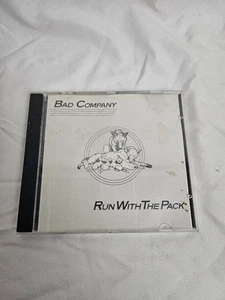 BAD COMPANY
RUN WITH THE PACK